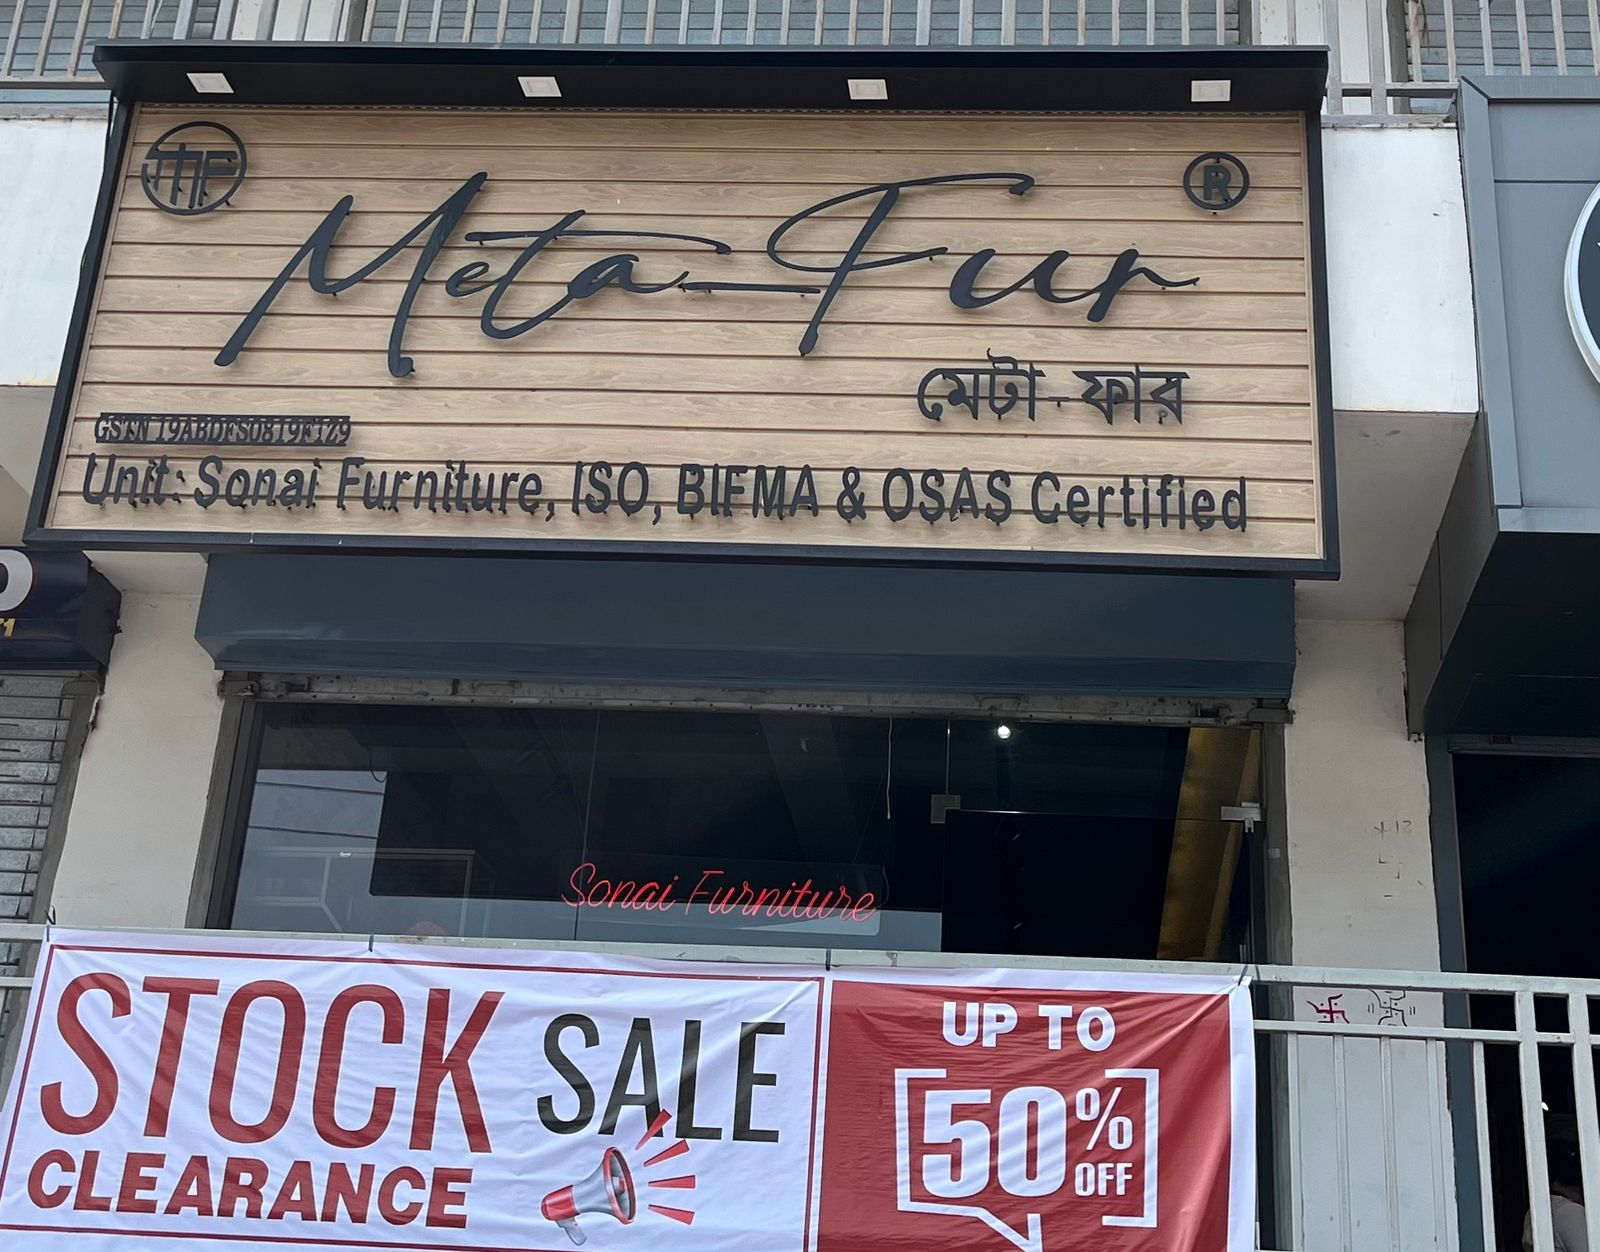 MF
®
Meta-Fur
মেটা-ফার
GSTN 19ABDFS0819F1Z9
Unit: Sonai Furniture, ISO, BIFMA & OSAS Certified
Sonai Furniture
STOCK SALE
CLEARANCE
UP TO
50% OFF